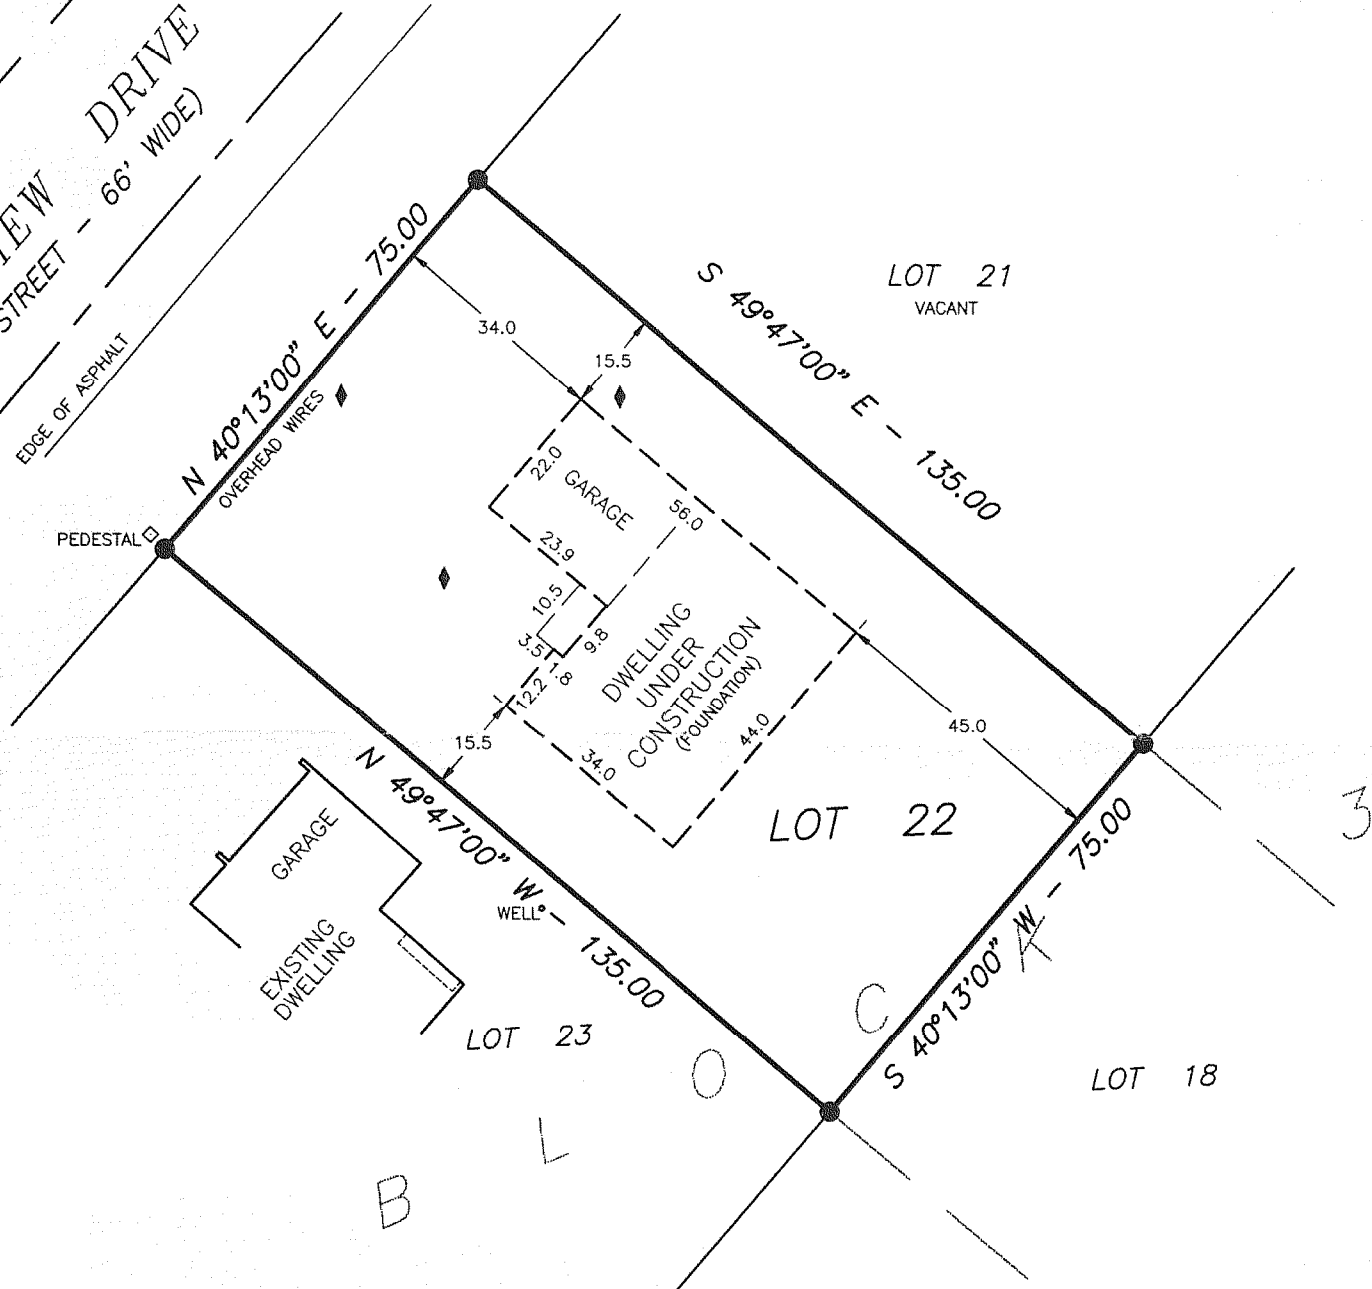 DRIVE
STREET - 66' WIDE)
EDGE OF ASPHALT
N 40°13'00" E - 75.00
OVERHEAD WIRES
PEDESTAL
S 49°47'00" E - 135.00
LOT 21
VACANT
34.0
15.5
22.0
GARAGE
56.0
23.9
10.5
3.5
9.8
1.8
12.2
DWELLING
UNDER
CONSTRUCTION
(FOUNDATION)
44.0
45.0
15.5
34.0
LOT 22
N 49°47'00" W - 135.00
WELL
GARAGE
EXISTING
DWELLING
LOT 23
S 40°13'00" W - 75.00
LOT 18
B L O C K 3